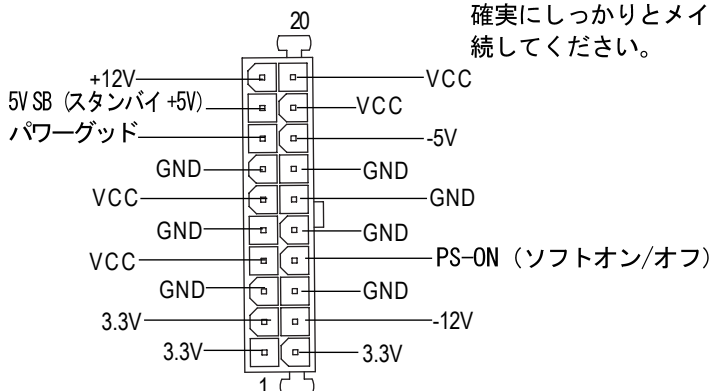 確実にしっかりとメイ
続してください。
20
+12V
VCC
5V SB (スタンバイ +5V)
VCC
パワーグッド
-5V
GND
GND
VCC
GND
GND
GND
VCC
PS-ON (ソフトオン/オフ)
GND
GND
3.3V
-12V
3.3V
3.3V
1